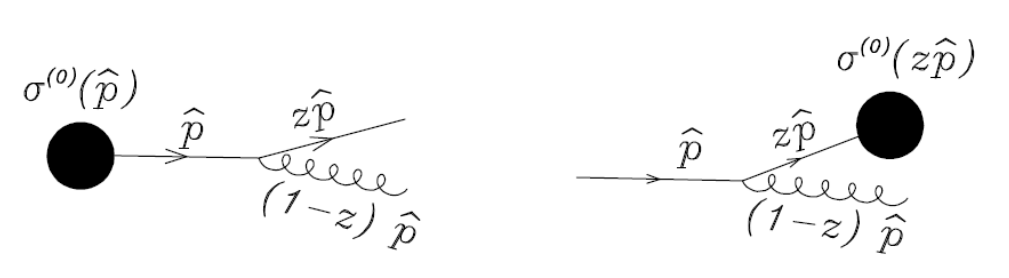 σ⁽⁰⁾(p̂)
p̂
zp̂
(1−z) p̂
σ⁽⁰⁾(zp̂)
p̂
zp̂
(1−z) p̂